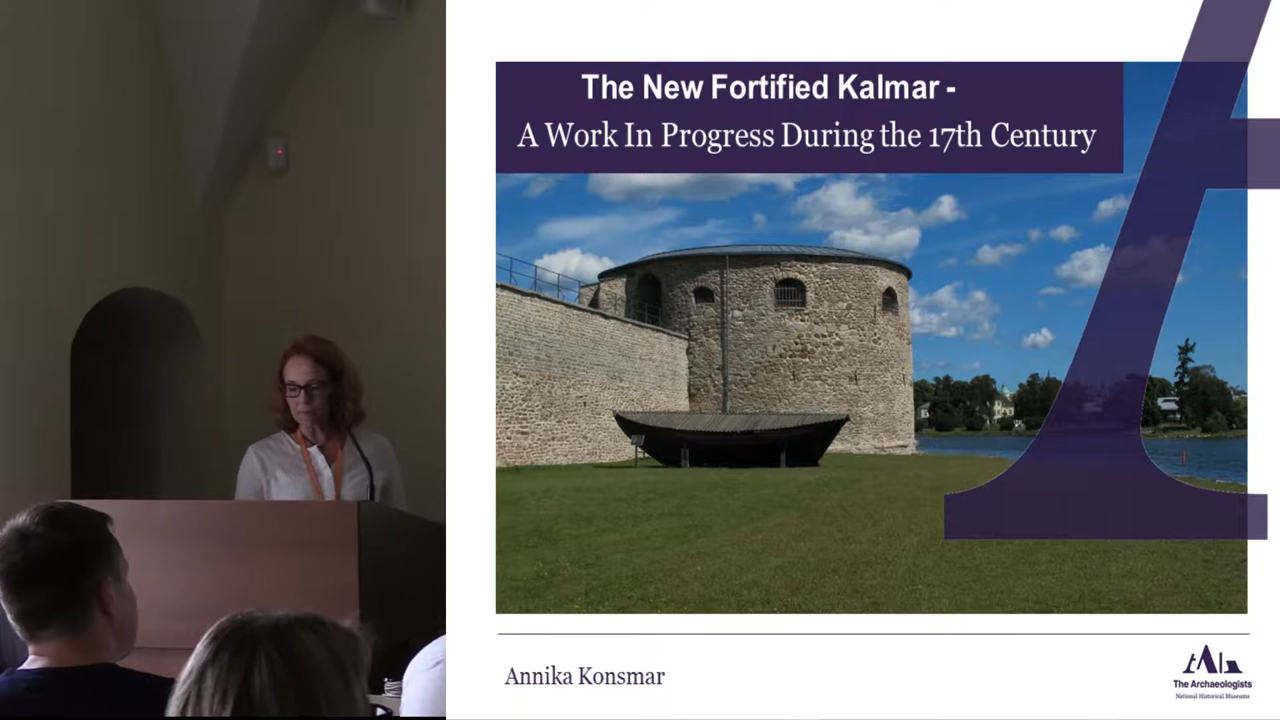 The New Fortified Kalmar -
A Work In Progress During the 17th Century
Annika Konsmar
The Archaeologists
National Historical Museums